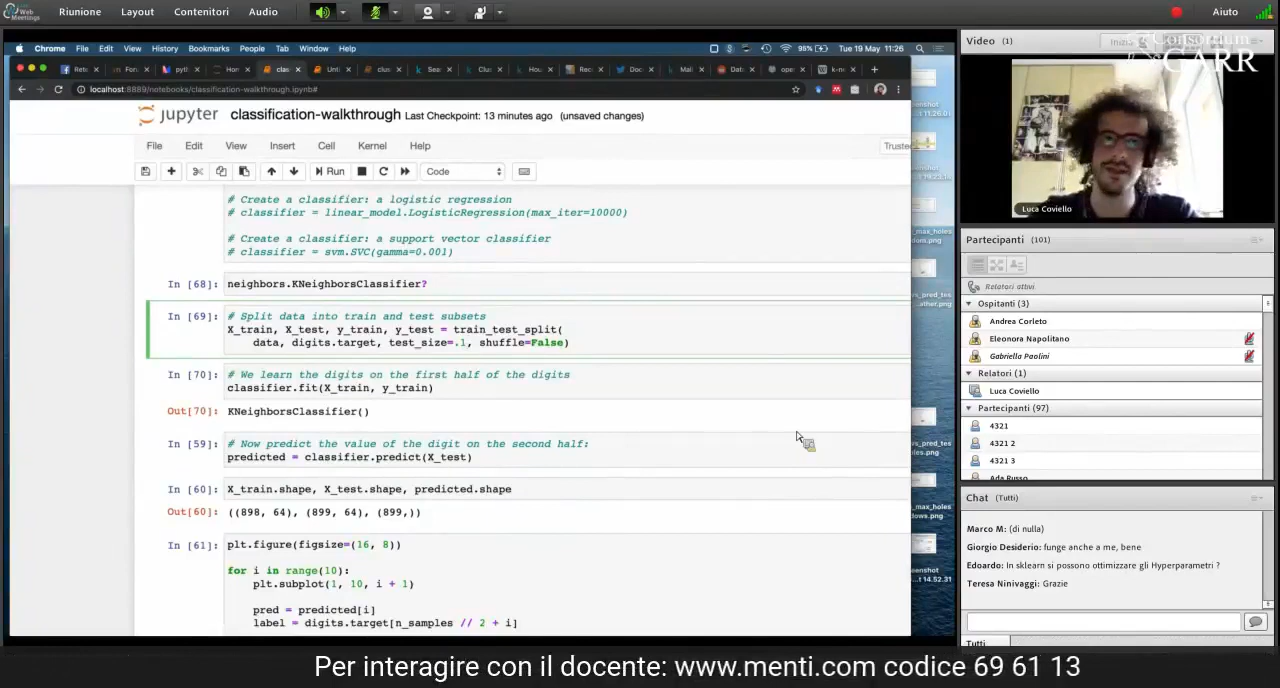 Web
Meetings
Riunione
Layout
Contenitori
Audio
Aiuto
Chrome File Edit View History Bookmarks People Tab Window Help
95%
Tue 19 May 11:26
localhost:8889/notebooks/classification-walkthrough.ipynb#
jupyter classification-walkthrough Last Checkpoint: 13 minutes ago (unsaved changes)
File Edit View Insert Cell Kernel Help
Run
Code
# Create a classifier: a logistic regression
# classifier = linear_model.LogisticRegression(max_iter=10000)
# Create a classifier: a support vector classifier
# classifier = svm.SVC(gamma=0.001)
In [68]: neighbors.KNeighborsClassifier?
In [69]: # Split data into train and test subsets
X_train, X_test, y_train, y_test = train_test_split(
data, digits.target, test_size=.1, shuffle=False)
In [70]: # We learn the digits on the first half of the digits
classifier.fit(X_train, y_train)
Out[70]: KNeighborsClassifier()
In [59]: # Now predict the value of the digit on the second half:
predicted = classifier.predict(X_test)
In [60]: X_train.shape, X_test.shape, predicted.shape
Out[60]: ((898, 64), (899, 64), (899,))
In [61]: plt.figure(figsize=(16, 8))
for i in range(10):
plt.subplot(1, 10, i + 1)
pred = predicted[i]
label = digits.target[n_samples // 2 + i]
Video (1)
Consortium
GARR
Luca Coviello
Partecipanti (101)
Relatori attivi
Ospitanti (3)
Andrea Corleto
Eleonora Napolitano
Gabriella Paolini
Relatori (1)
Luca Coviello
Partecipanti (97)
4321
4321 2
4321 3
Ada Russo
Chat (Tutti)
Marco M: (di nulla)
Giorgio Desiderio: funge anche a me, bene
Edoardo: In sklearn si possono ottimizzare gli Hyperparametri ?
Teresa Ninivaggi: Grazie
Tutti
Per interagire con il docente: www.menti.com codice 69 61 13